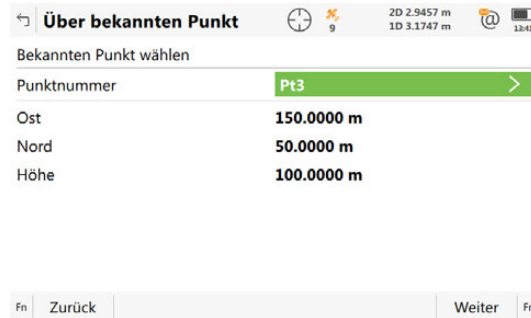 Über bekannten Punkt
9
2D 2.9457 m
1D 3.1747 m
@
Bekannten Punkt wählen
Punktnummer Pt3
Ost 150.0000 m
Nord 50.0000 m
Höhe 100.0000 m
Fn Zurück Weiter